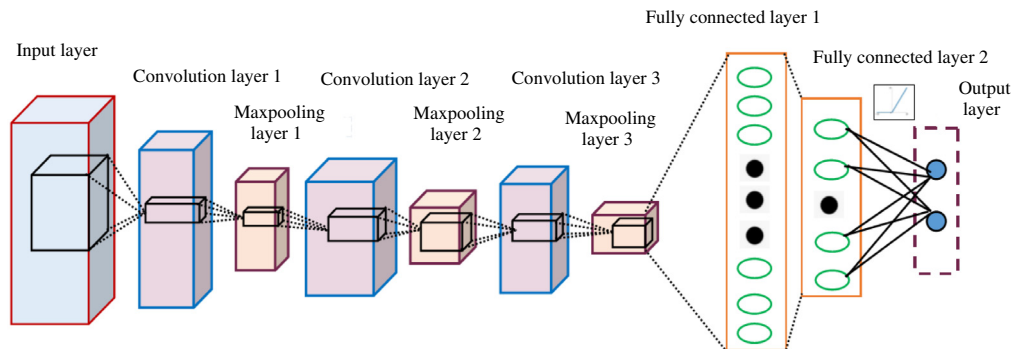 Input layer
Convolution layer 1
Maxpooling
layer 1
Convolution layer 2
Maxpooling
layer 2
Convolution layer 3
Maxpooling
layer 3
Fully connected layer 1
Fully connected layer 2
Output
layer